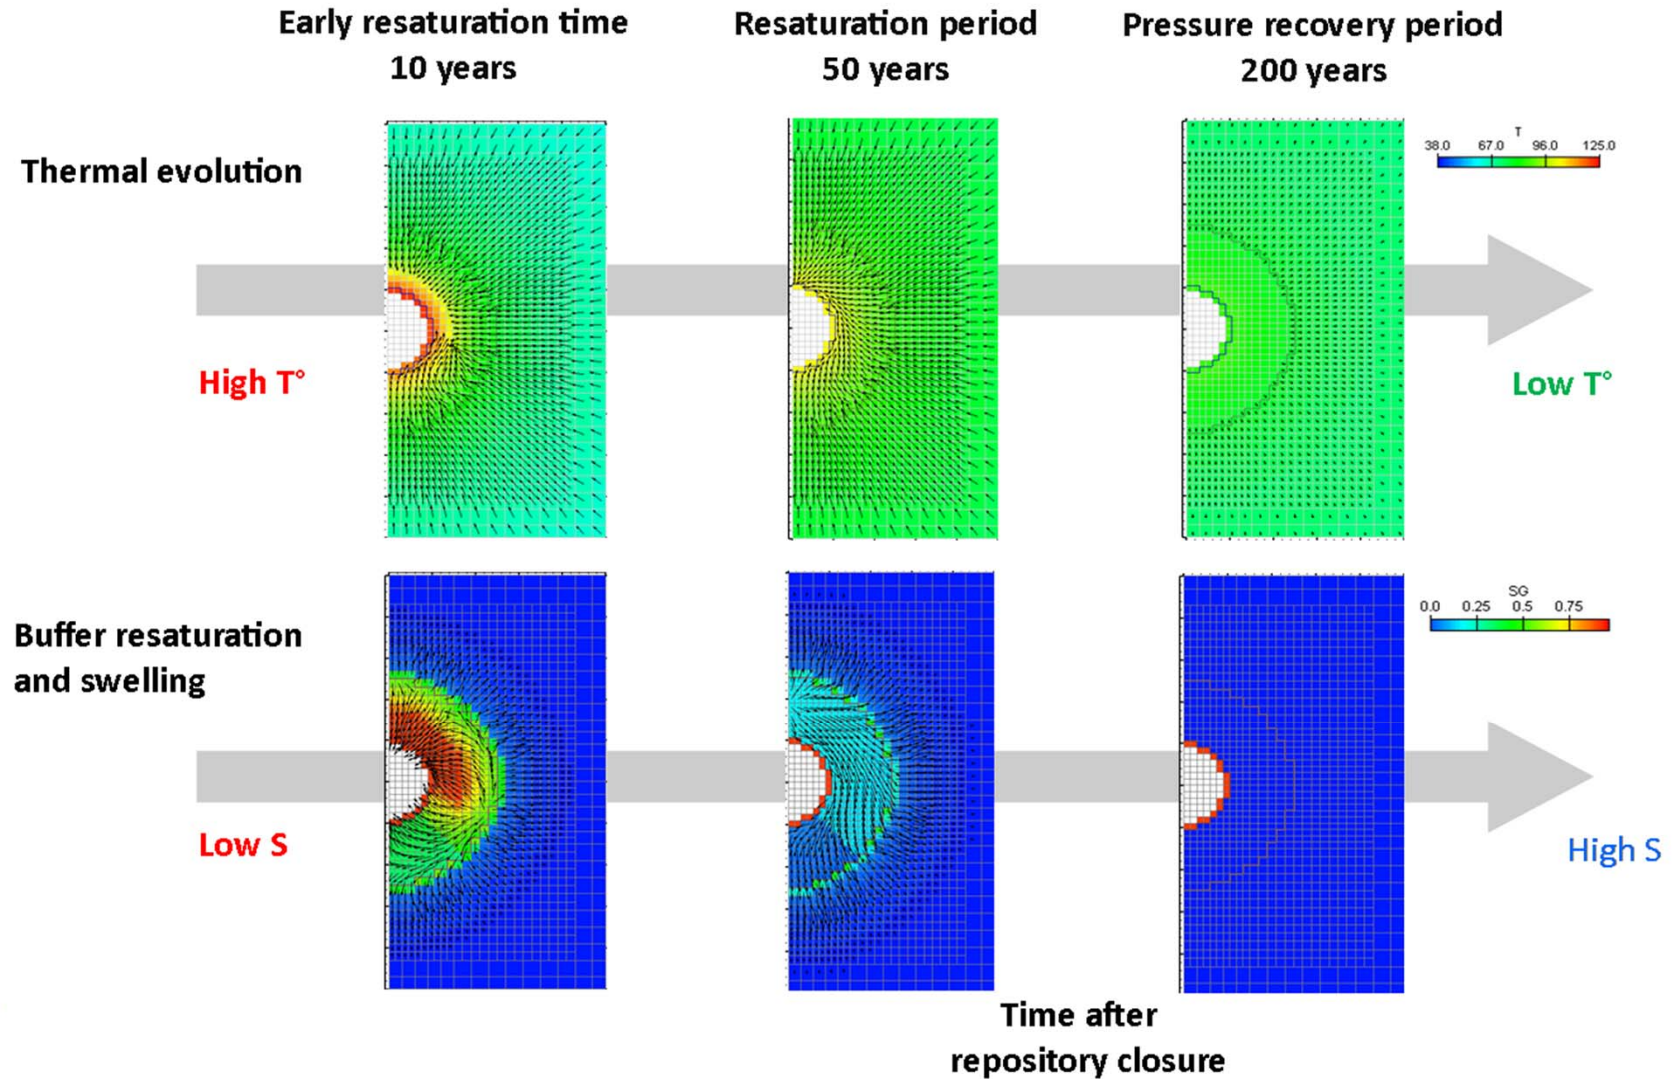 Early resaturation time
10 years
Resaturation period
50 years
Pressure recovery period
200 years
Thermal evolution
T
38.0 67.0 96.0 125.0
High T°
Low T°
Buffer resaturation
and swelling
SG
0.0 0.25 0.5 0.75
Low S
High S
Time after
repository closure